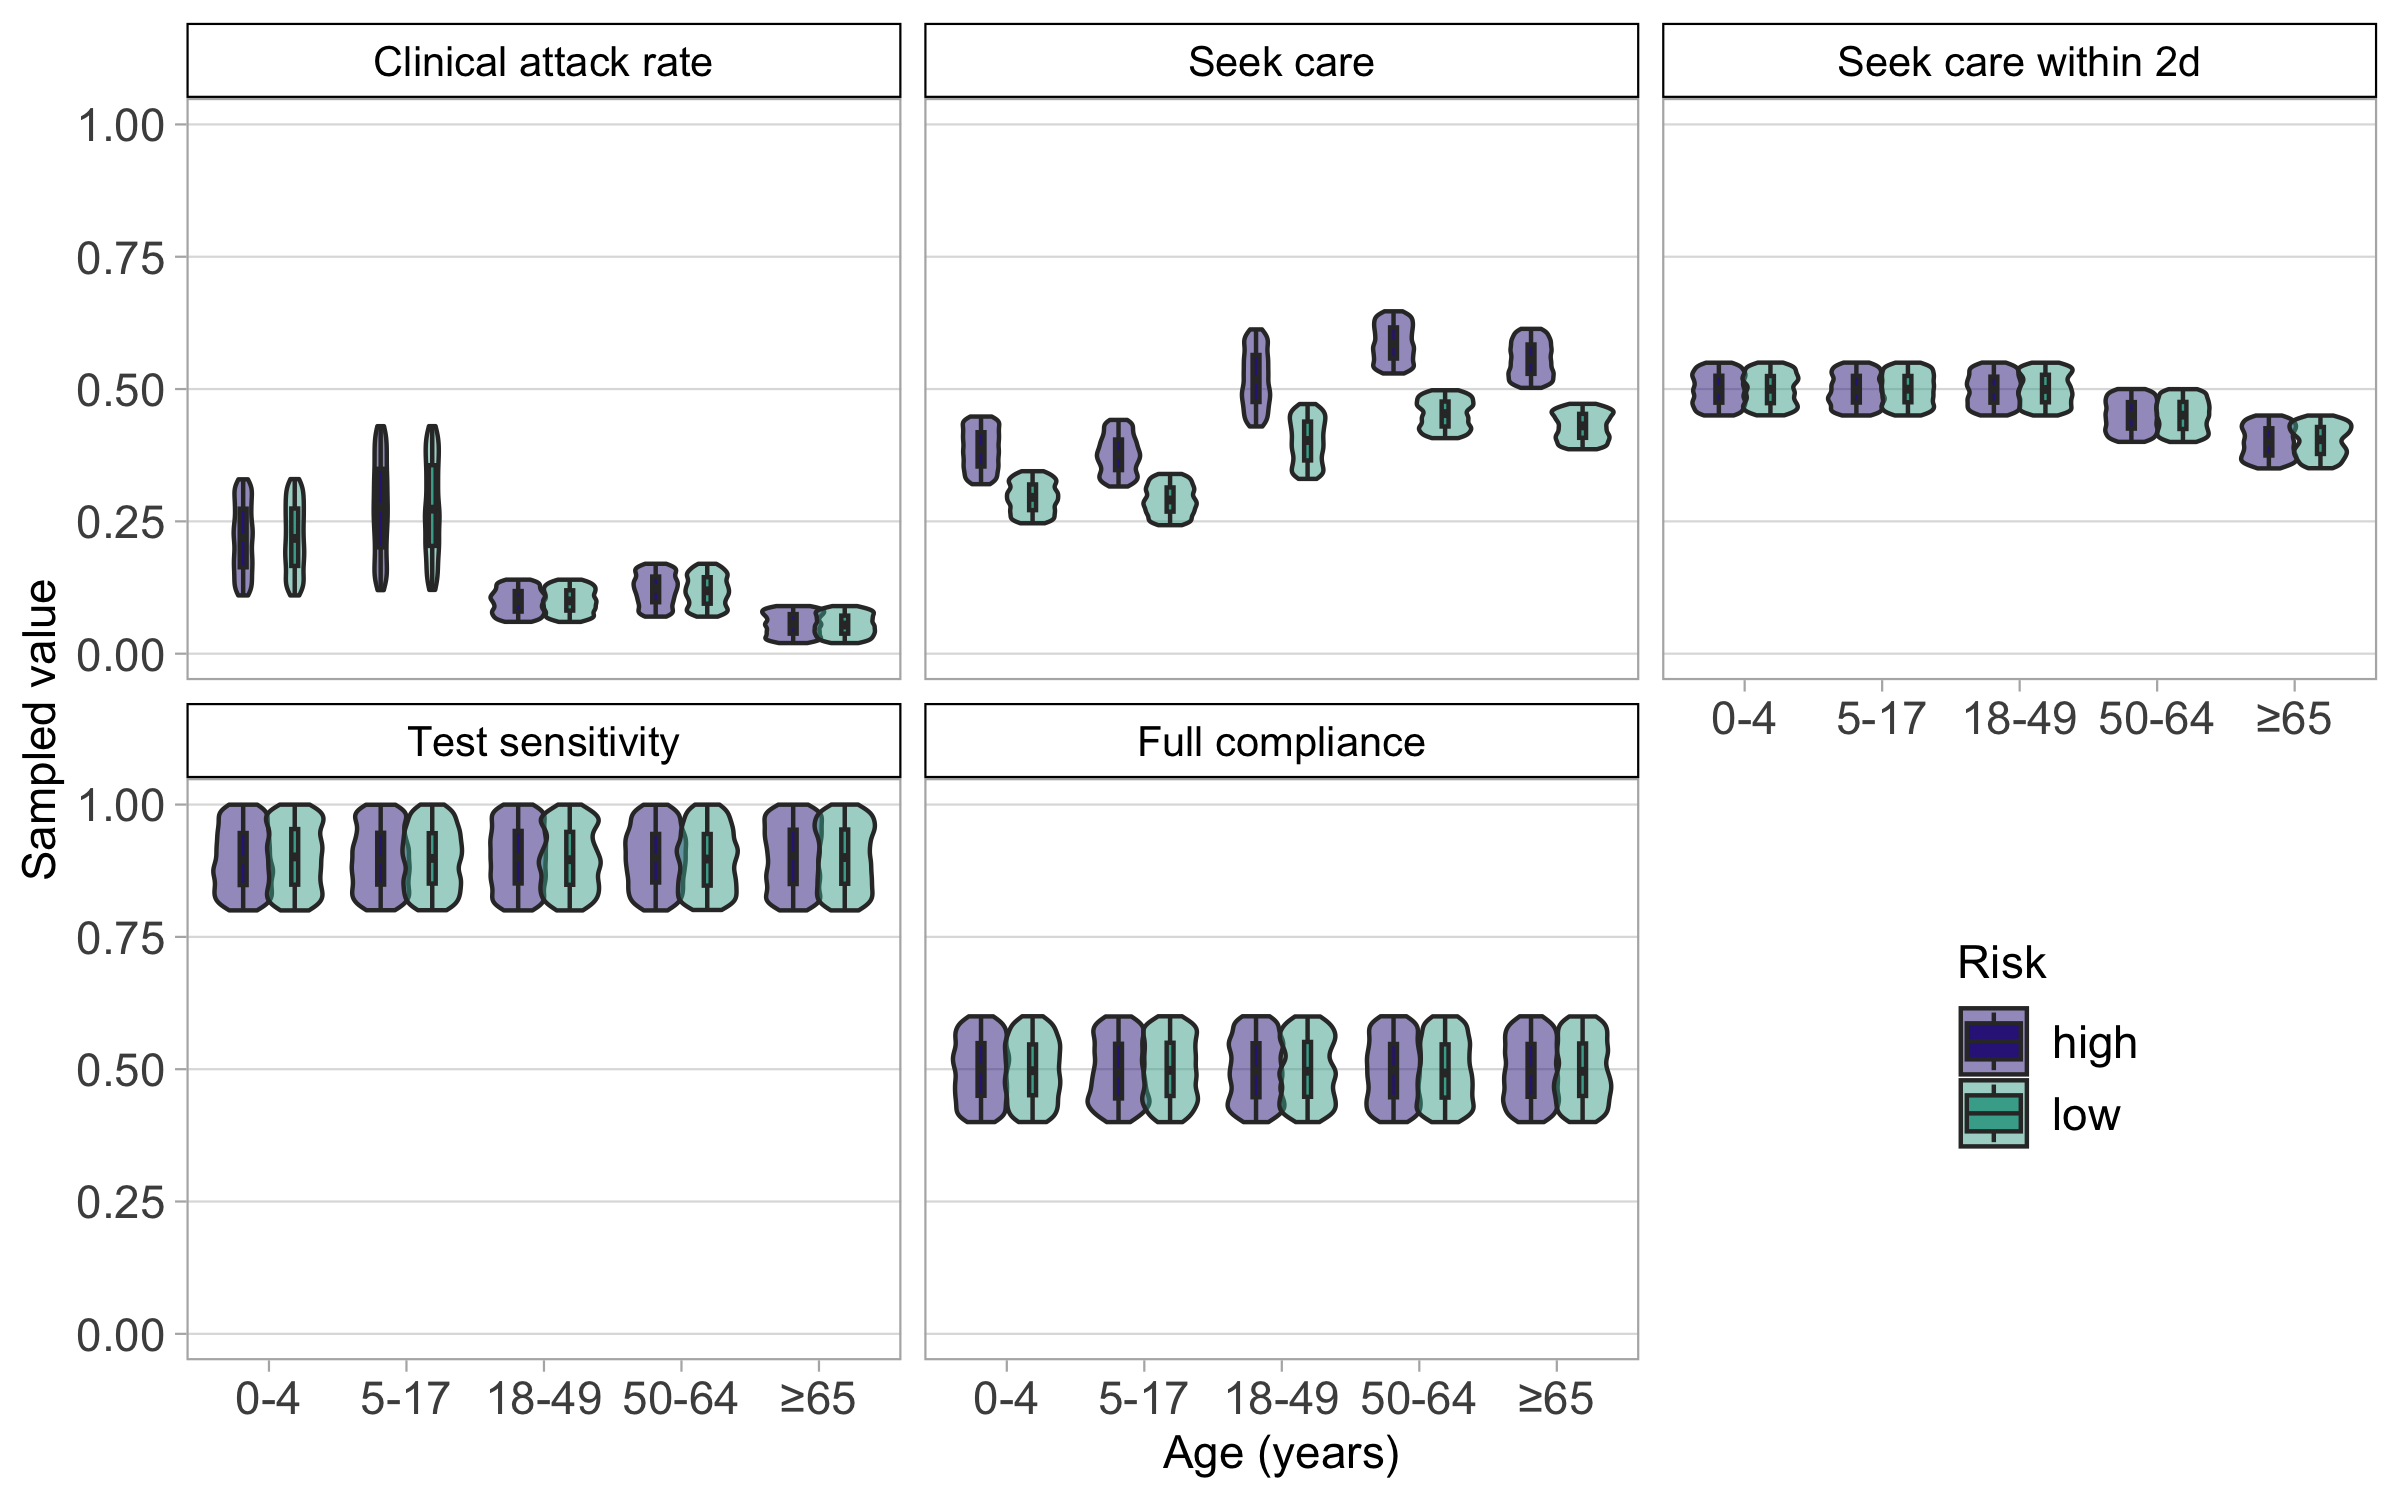 Clinical attack rate
Seek care
Seek care within 2d
1.00
0.75
0.50
0.25
0.00
0-4 5-17 18-49 50-64 ≥65
Sampled value
Test sensitivity
Full compliance
1.00
0.75
0.50
0.25
0.00
0-4 5-17 18-49 50-64 ≥65
0-4 5-17 18-49 50-64 ≥65
Age (years)
Risk
high
low